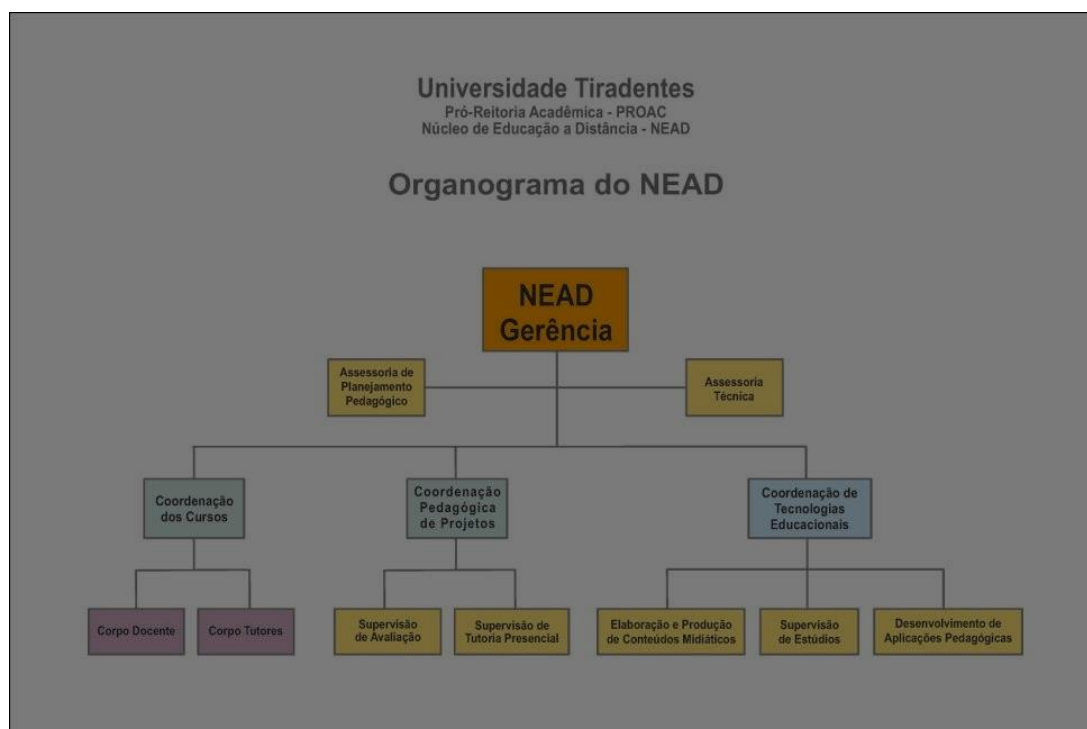 Universidade Tiradentes
Pró-Reitoria Acadêmica - PROAC
Núcleo de Educação a Distância - NEAD
Organograma do NEAD
NEAD
Gerência
Assessoria de
Planejamento
Pedagógico
Assessoria
Técnica
Coordenação
dos Cursos
Coordenação
Pedagógica
de Projetos
Coordenação de
Tecnologias
Educacionais
Corpo Docente
Corpo Tutores
Supervisão
de Avaliação
Supervisão de
Tutoria Presencial
Elaboração e Produção
de Conteúdos Midiáticos
Supervisão
de Estúdios
Desenvolvimento de
Aplicações Pedagógicas